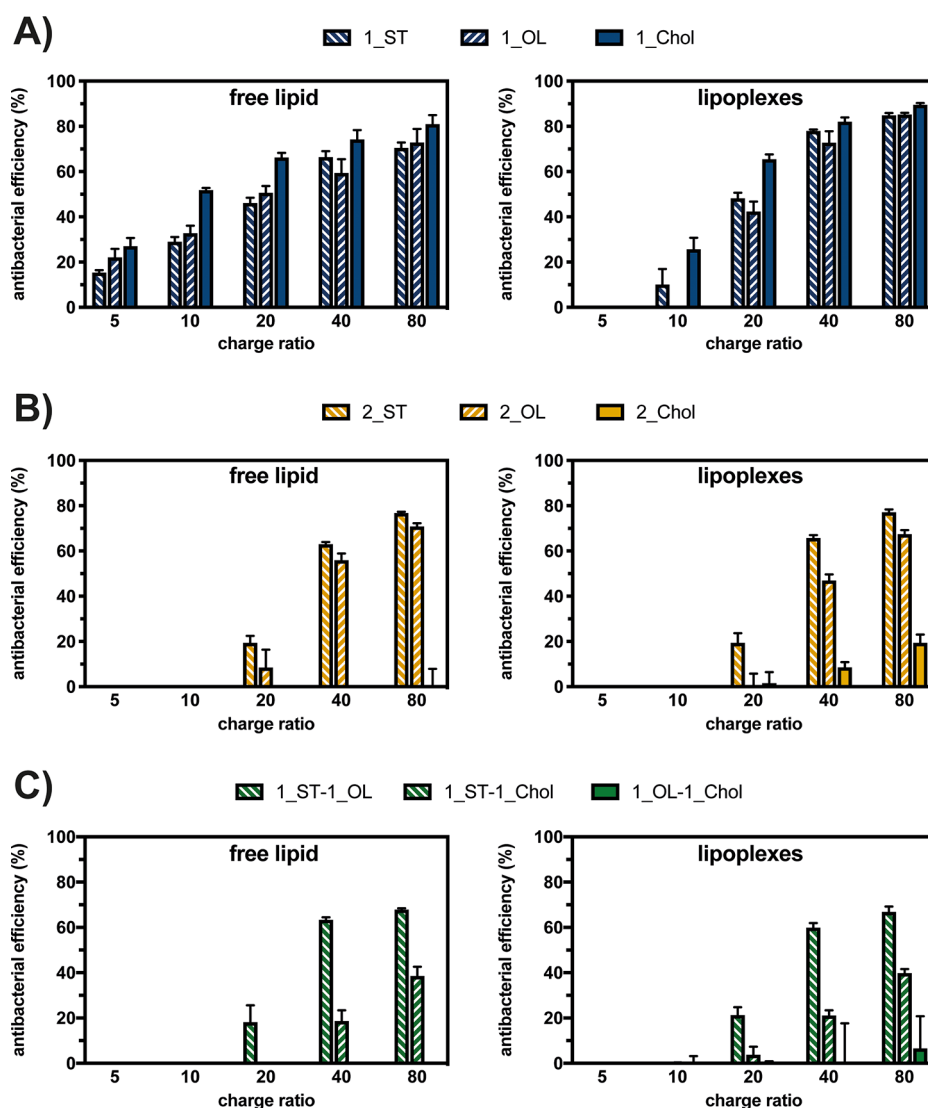 A)
1_ST 1_OL 1_Chol
free lipid
antibacterial efficiency (%)
100
80
60
40
20
0
5 10 20 40 80
charge ratio
lipoplexes
antibacterial efficiency (%)
100
80
60
40
20
0
5 10 20 40 80
charge ratio
B)
2_ST 2_OL 2_Chol
free lipid
antibacterial efficiency (%)
100
80
60
40
20
0
5 10 20 40 80
charge ratio
lipoplexes
antibacterial efficiency (%)
100
80
60
40
20
0
5 10 20 40 80
charge ratio
C)
1_ST-1_OL 1_ST-1_Chol 1_OL-1_Chol
free lipid
antibacterial efficiency (%)
100
80
60
40
20
0
5 10 20 40 80
charge ratio
lipoplexes
antibacterial efficiency (%)
100
80
60
40
20
0
5 10 20 40 80
charge ratio